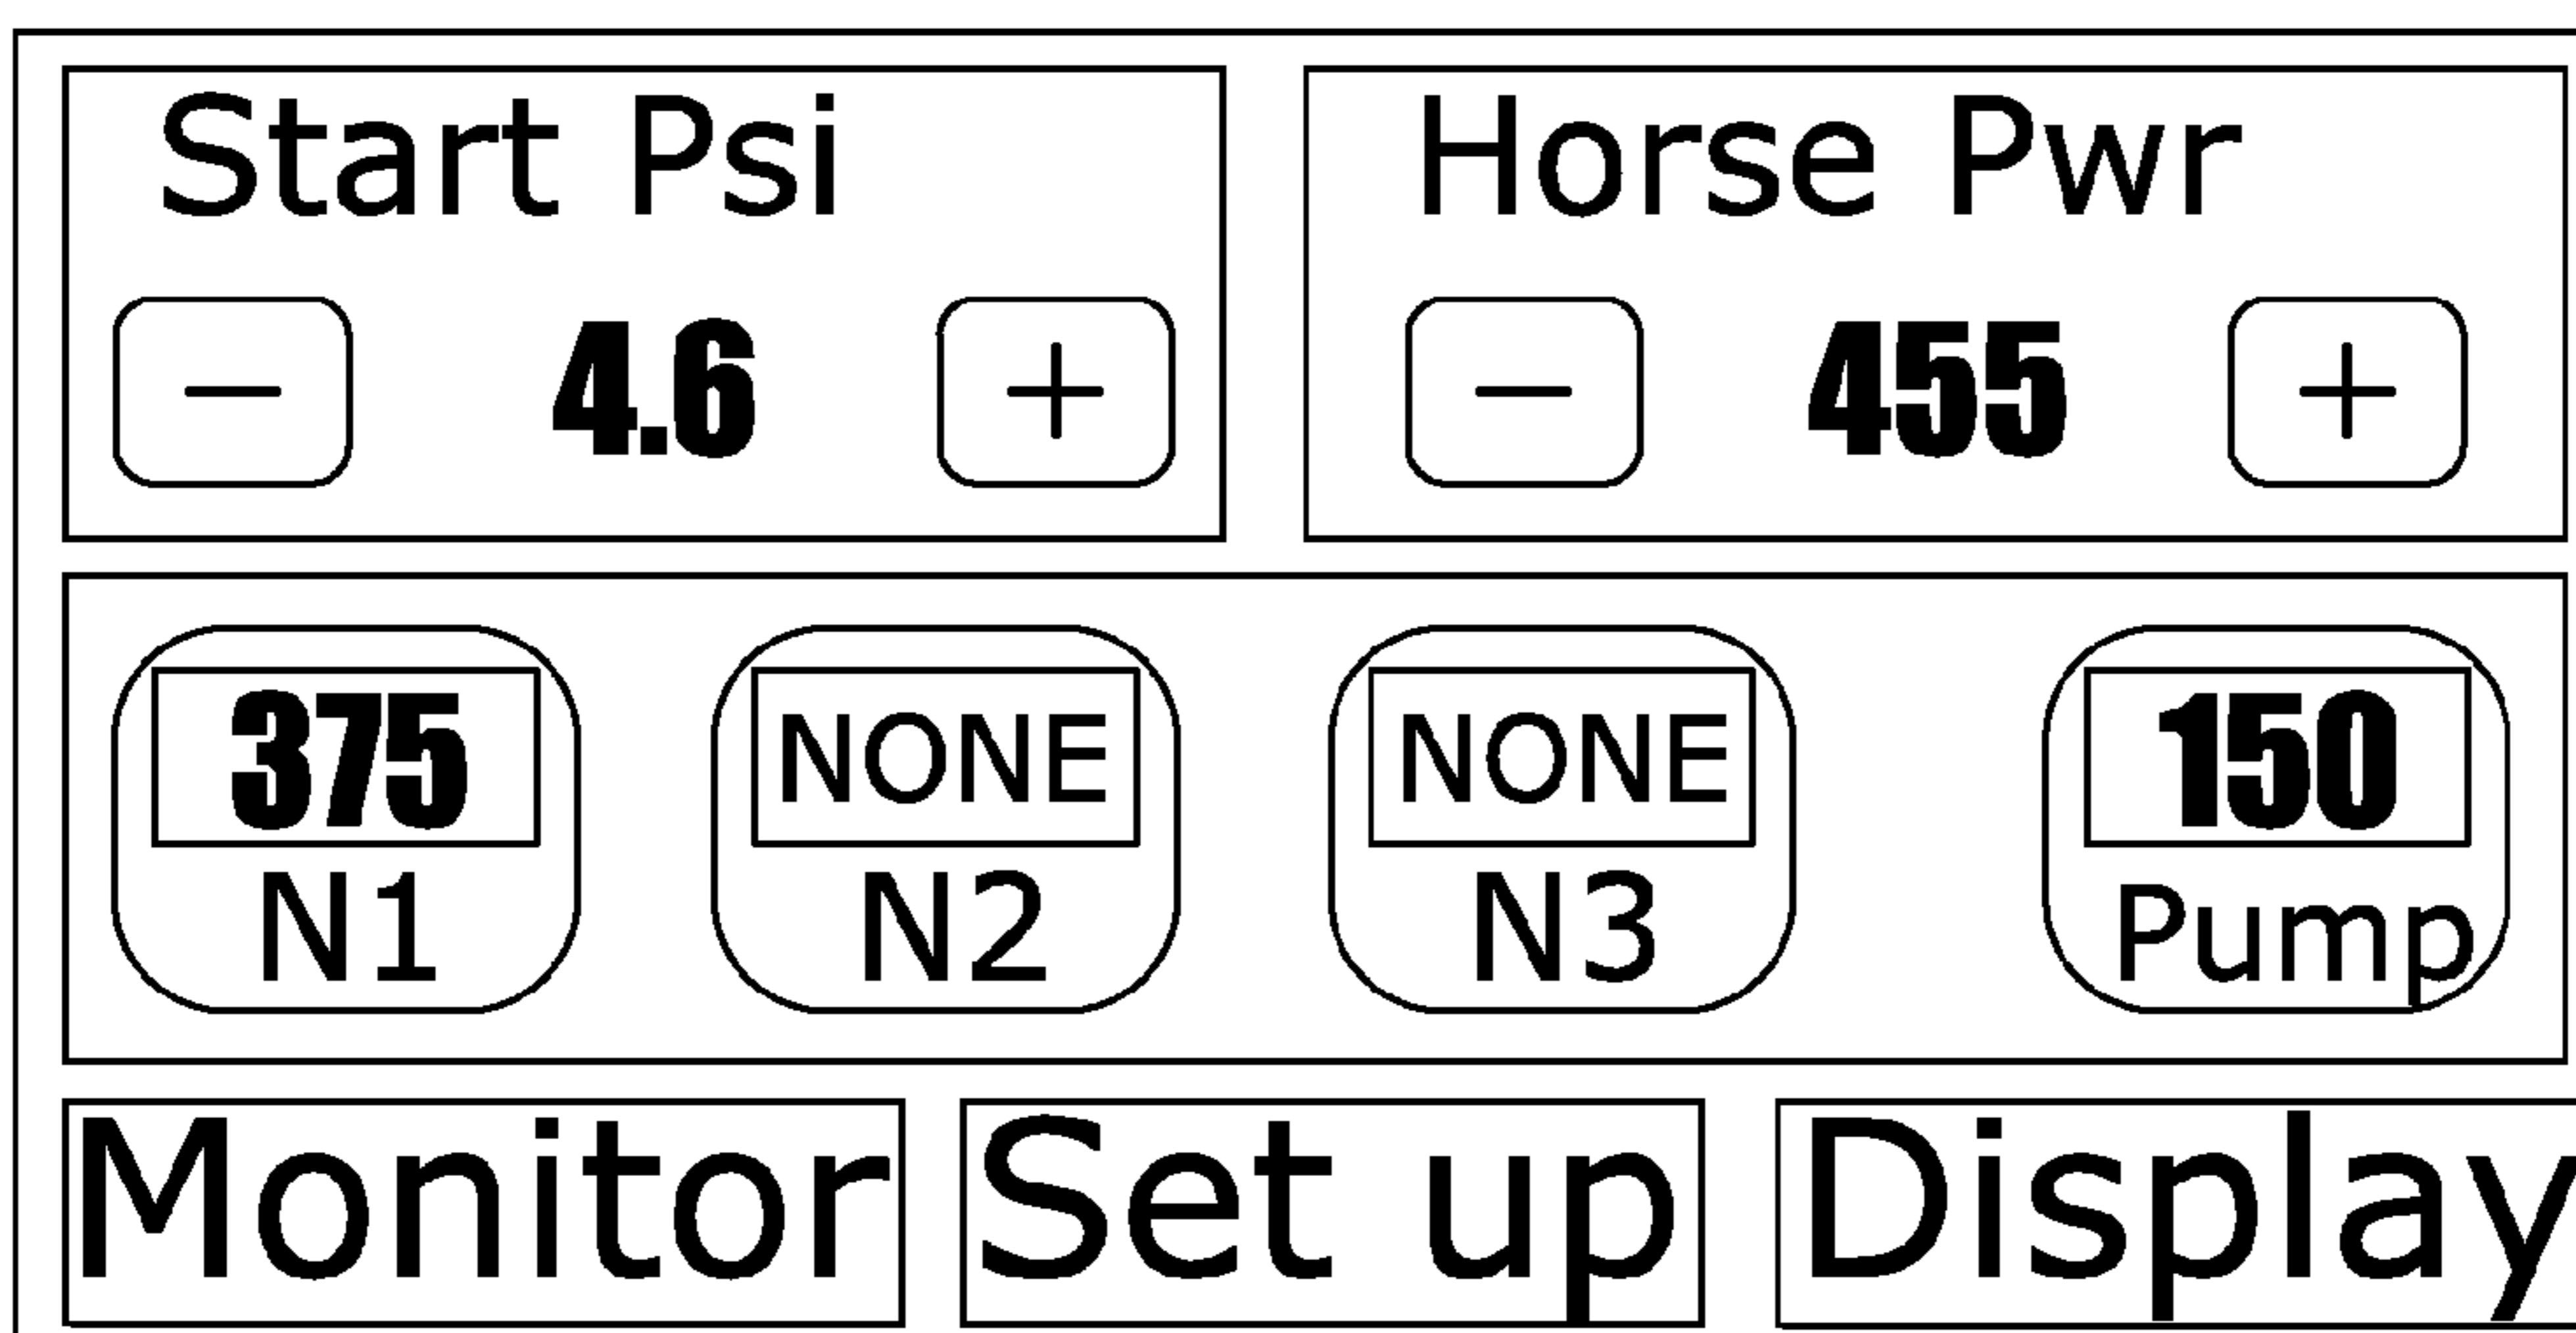 Start Psi
Horse Pwr
− 4.6 +
− 455 +
375 NONE NONE 150
N1 N2 N3 Pump
Monitor Set up Display